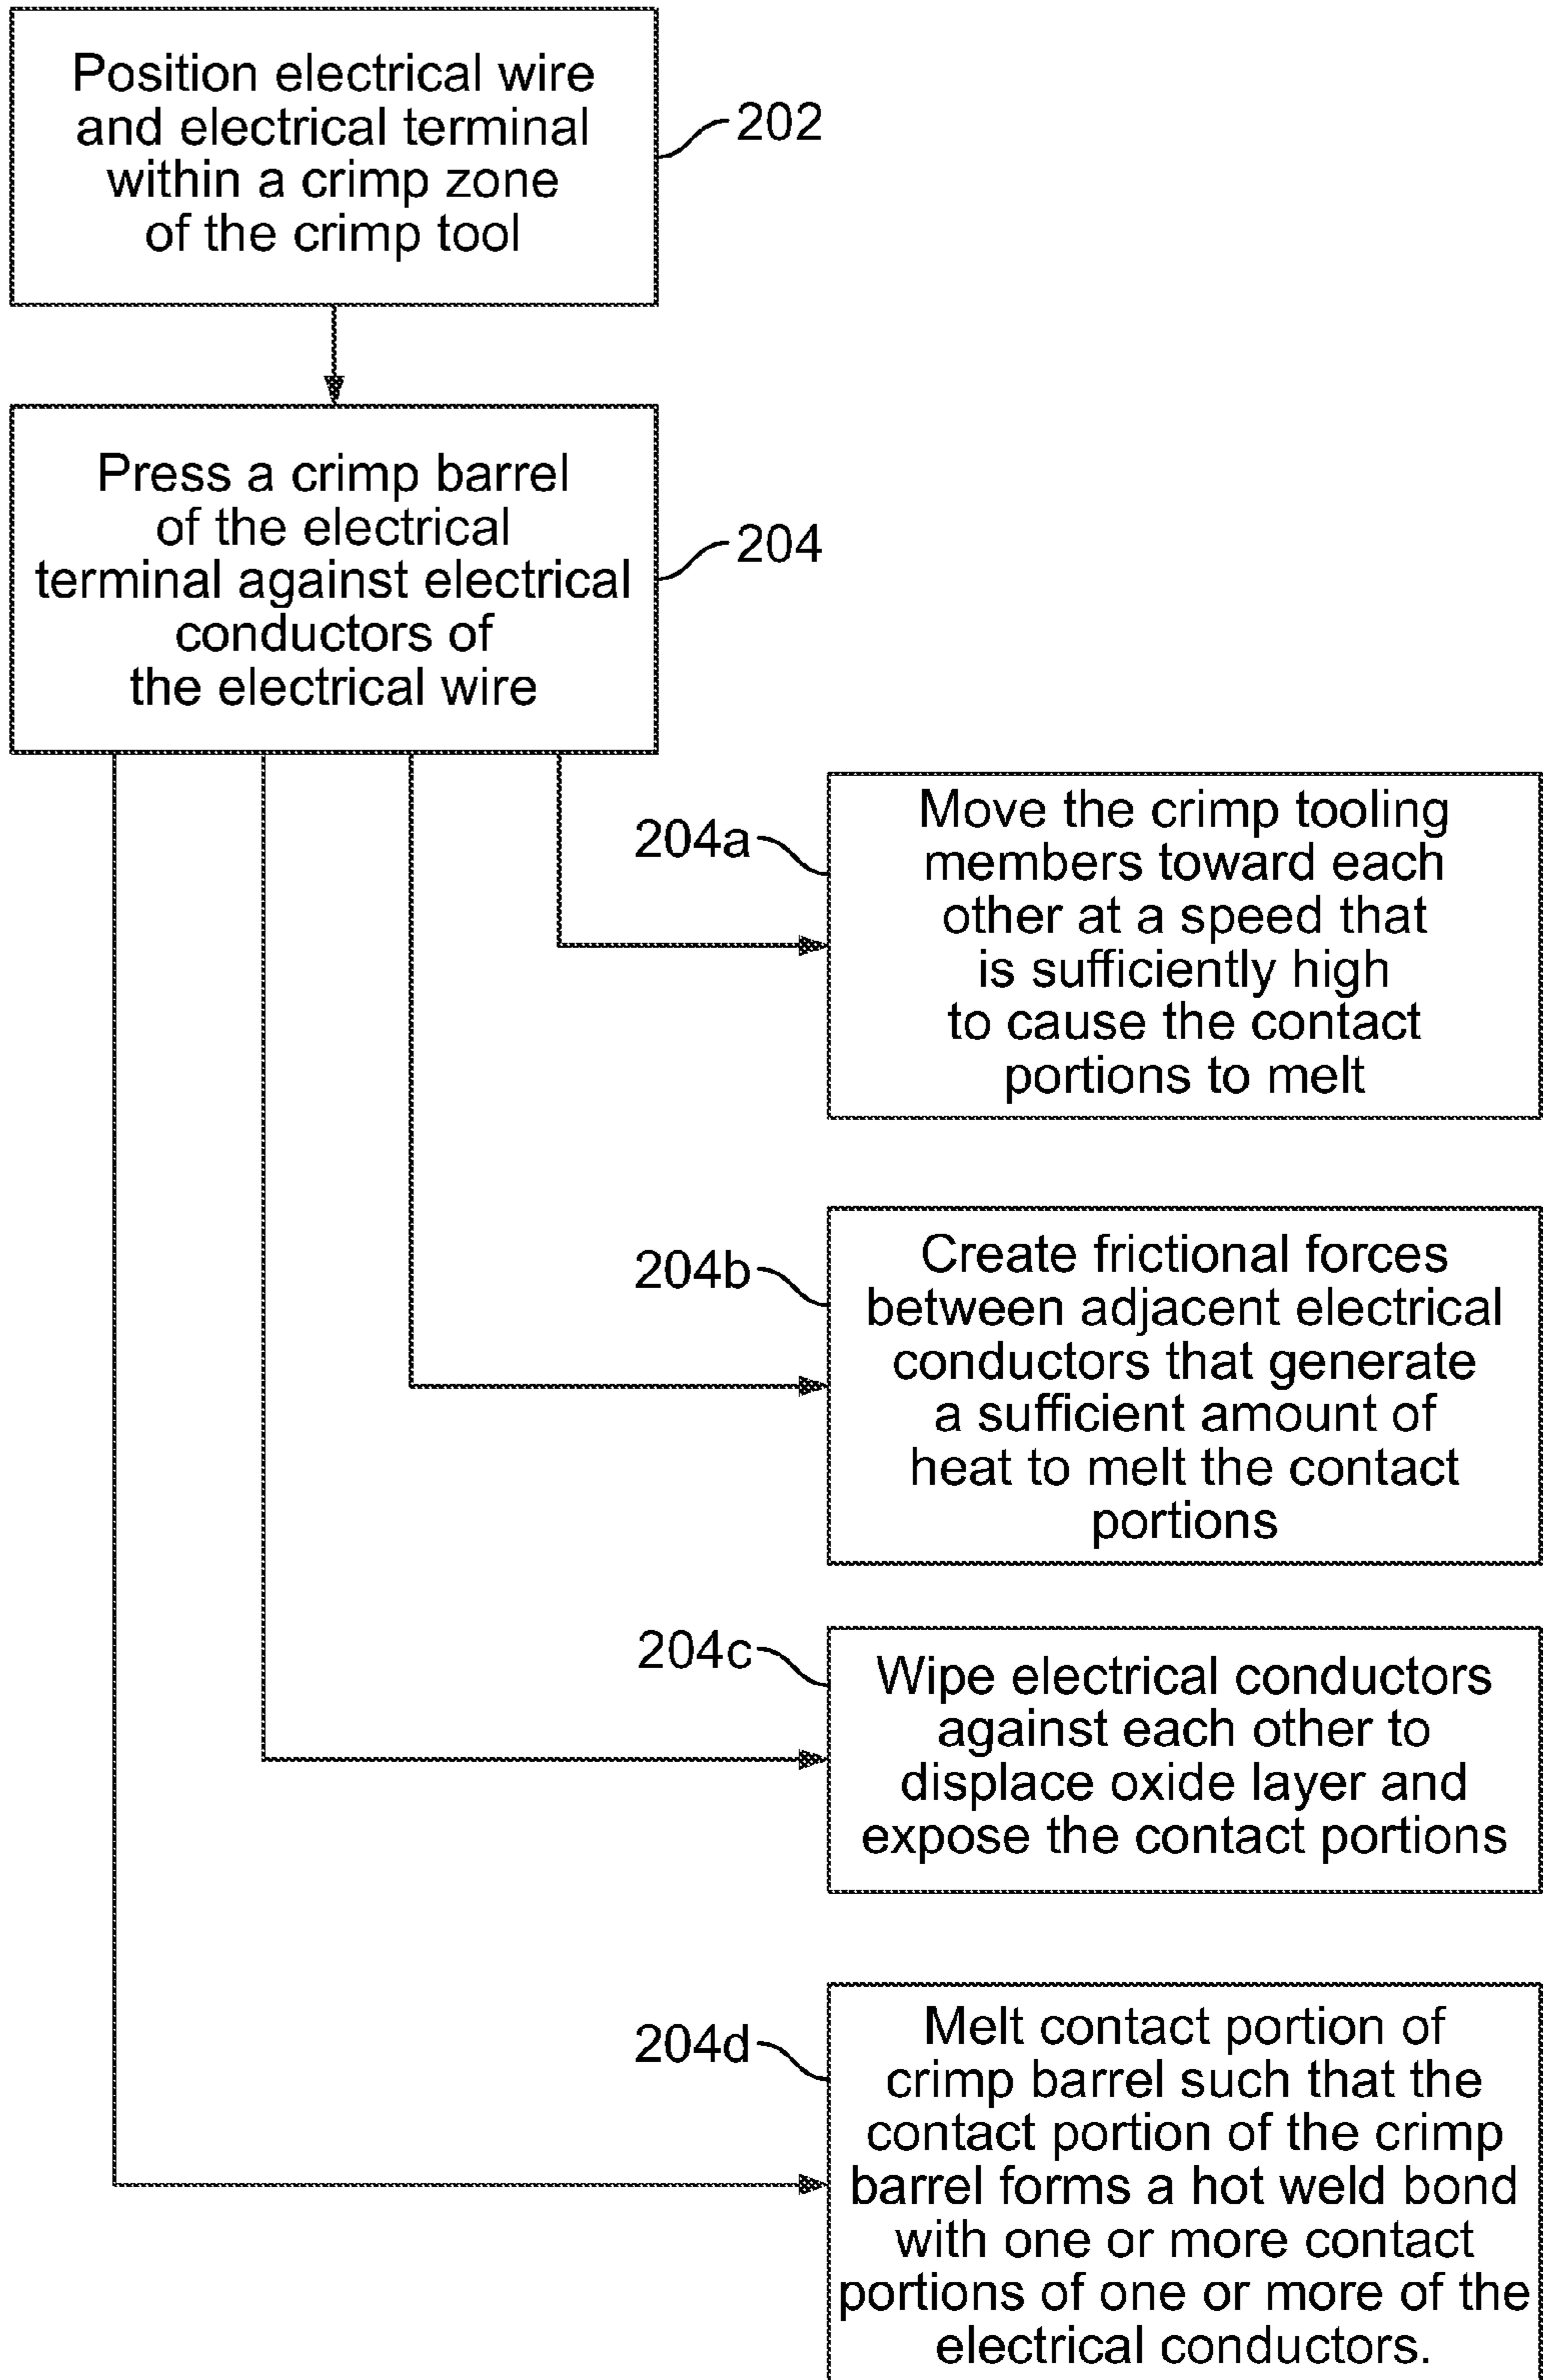 Position electrical wire
and electrical terminal
within a crimp zone
of the crimp tool
202
Press a crimp barrel
of the electrical
terminal against electrical
conductors of
the electrical wire
204
204a
Move the crimp tooling
members toward each
other at a speed that
is sufficiently high
to cause the contact
portions to melt
204b
Create frictional forces
between adjacent electrical
conductors that generate
a sufficient amount of
heat to melt the contact
portions
204c
Wipe electrical conductors
against each other to
displace oxide layer and
expose the contact portions
204d
Melt contact portion of
crimp barrel such that the
contact portion of the crimp
barrel forms a hot weld bond
with one or more contact
portions of one or more of the
electrical conductors.